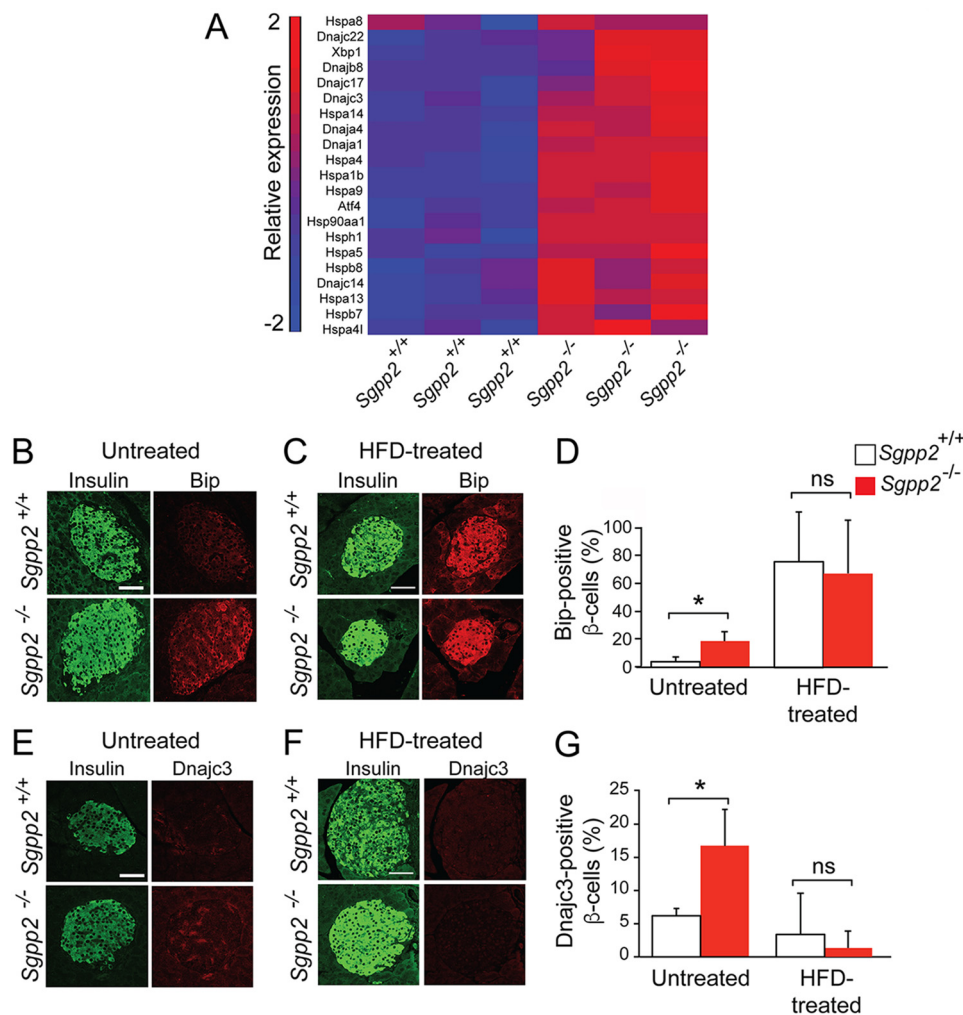 A
2
Relative expression
-2
Hspa8
Dnajc22
Xbp1
Dnajb8
Dnajc17
Dnajc3
Hspa14
Dnaja4
Dnaja1
Hspa4
Hspa1b
Hspa9
Atf4
Hsp90aa1
Hsph1
Hspa5
Hspb8
Dnajc14
Hspa13
Hspb7
Hspa4l
Sgpp2 +/+
Sgpp2 +/+
Sgpp2 +/+
Sgpp2 -/-
Sgpp2 -/-
Sgpp2 -/-
B
Untreated
Insulin Bip
Sgpp2 +/+
Sgpp2 -/-
C
HFD-treated
Insulin Bip
Sgpp2 +/+
Sgpp2 -/-
D
Sgpp2 +/+
Sgpp2 -/-
Bip-positive
β-cells (%)
100
80
60
40
20
0
*
ns
Untreated
HFD-
treated
E
Untreated
Insulin Dnajc3
Sgpp2 +/+
Sgpp2 -/-
F
HFD-treated
Insulin Dnajc3
Sgpp2 +/+
Sgpp2 -/-
G
Dnajc3-positive
β-cells (%)
25
20
15
10
5
0
*
ns
Untreated
HFD-
treated